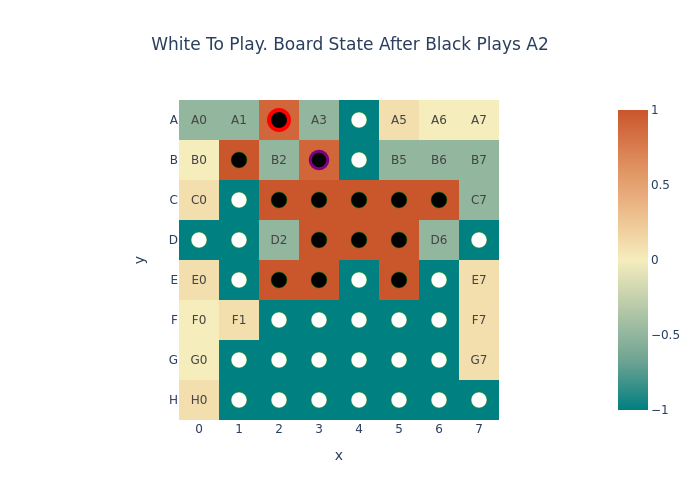 White To Play. Board State After Black Plays A2
A A0 A1 A3 A5 A6 A7
B B0 B2 B5 B6 B7
C C0 C7
D D2 D6
E E0 E7
F F0 F1 F7
G G0 G7
H H0
0 1 2 3 4 5 6 7
x
y
1
0.5
0
−0.5
−1